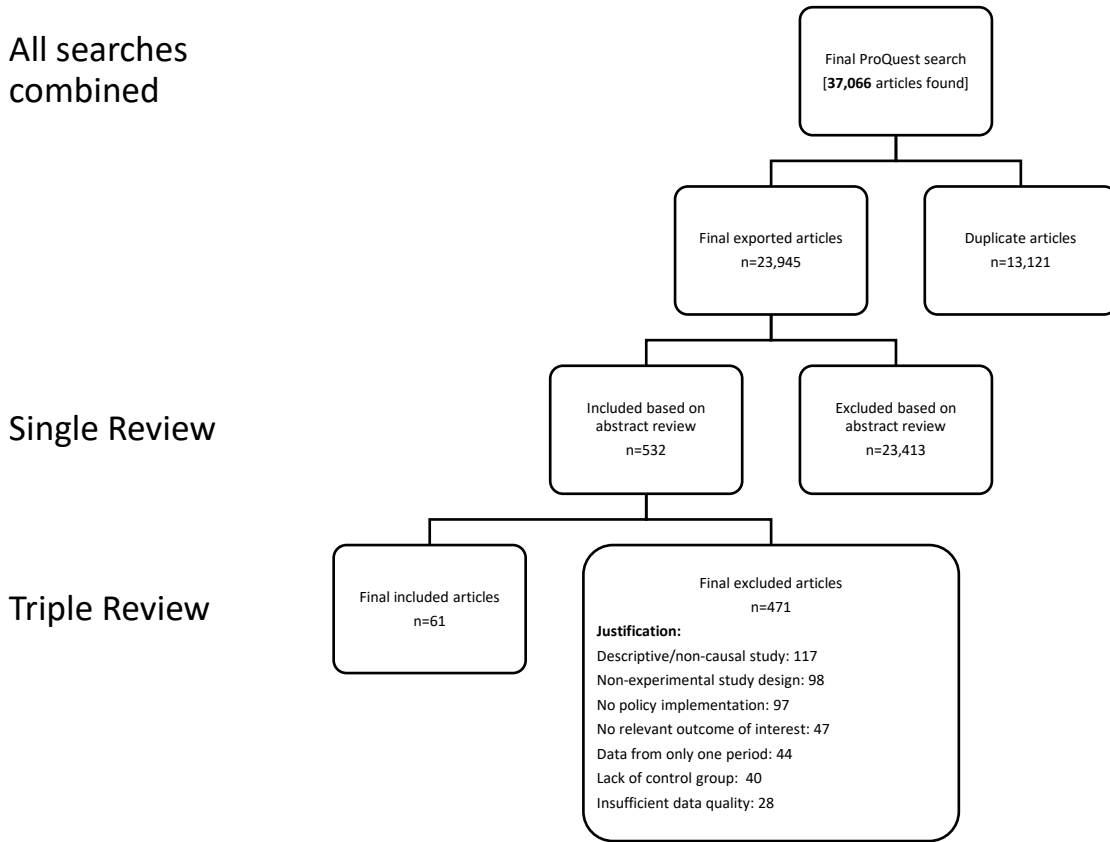 All searches
combined
Final ProQuest search
[37,066 articles found]
Final exported articles
n=23,945
Duplicate articles
n=13,121
Single Review
Included based on
abstract review
n=532
Excluded based on
abstract review
n=23,413
Triple Review
Final included articles
n=61
Final excluded articles
n=471
Justification:
Descriptive/non-causal study: 117
Non-experimental study design: 98
No policy implementation: 97
No relevant outcome of interest: 47
Data from only one period: 44
Lack of control group: 40
Insufficient data quality: 28